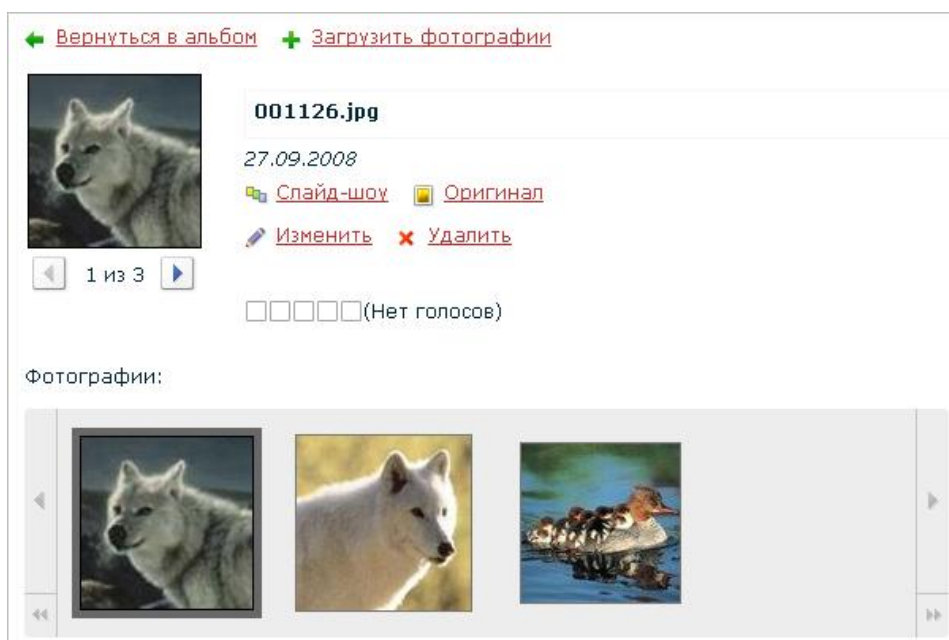 Вернуться в альбом Загрузить фотографии
001126.jpg
27.09.2008
Слайд-шоу Оригинал
Изменить Удалить
1 из 3
(Нет голосов)
Фотографии: